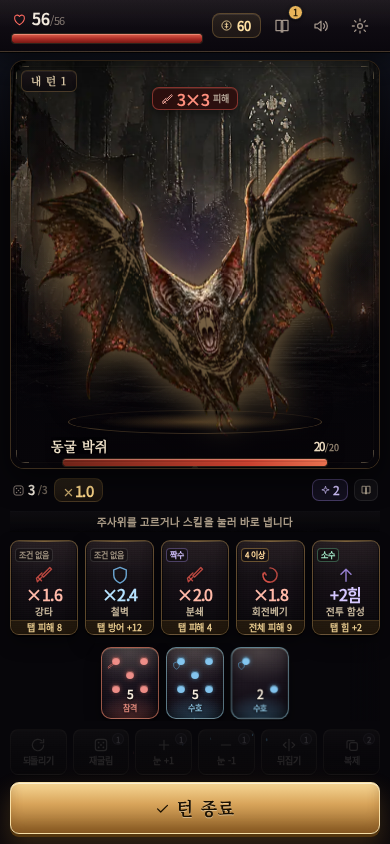 56/56
60
1
내 턴 1
3×3 피해
동굴 박쥐
20/20
3/3
×1.0
2
주사위를 고르거나 스킬을 눌러 바로 냅니다
조건 없음
×1.6
강타
탭 피해 8
조건 없음
×2.4
철벽
탭 방어 +12
짝수
×2.0
분쇄
탭 피해 4
4 이상
×1.8
회전베기
전체 피해 9
소수
+2힘
전투 함성
탭 힘 +2
5
참격
5
수호
2
수호
되돌리기
재굴림
1
눈 +1
1
눈 -1
1
뒤집기
1
복제
2
턴 종료